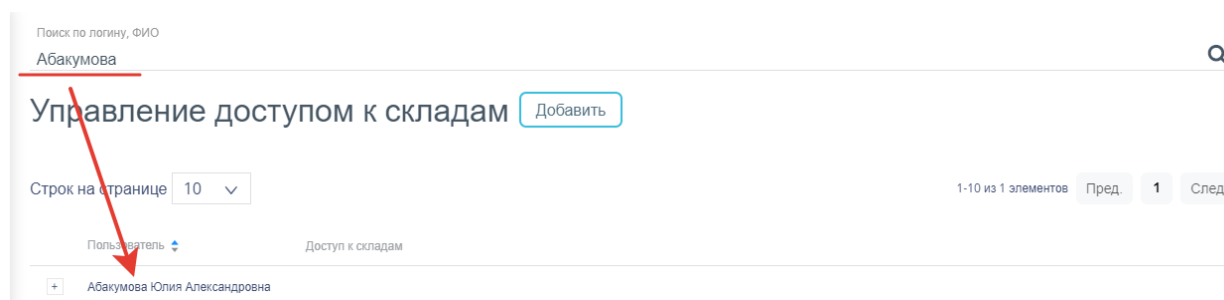 Поиск по логину, ФИО
Абакумова
Управление доступом к складам Добавить
Строк на странице 10 1-10 из 1 элементов Пред. 1 След
Пользователь Доступ к складам
+ Абакумова Юлия Александровна